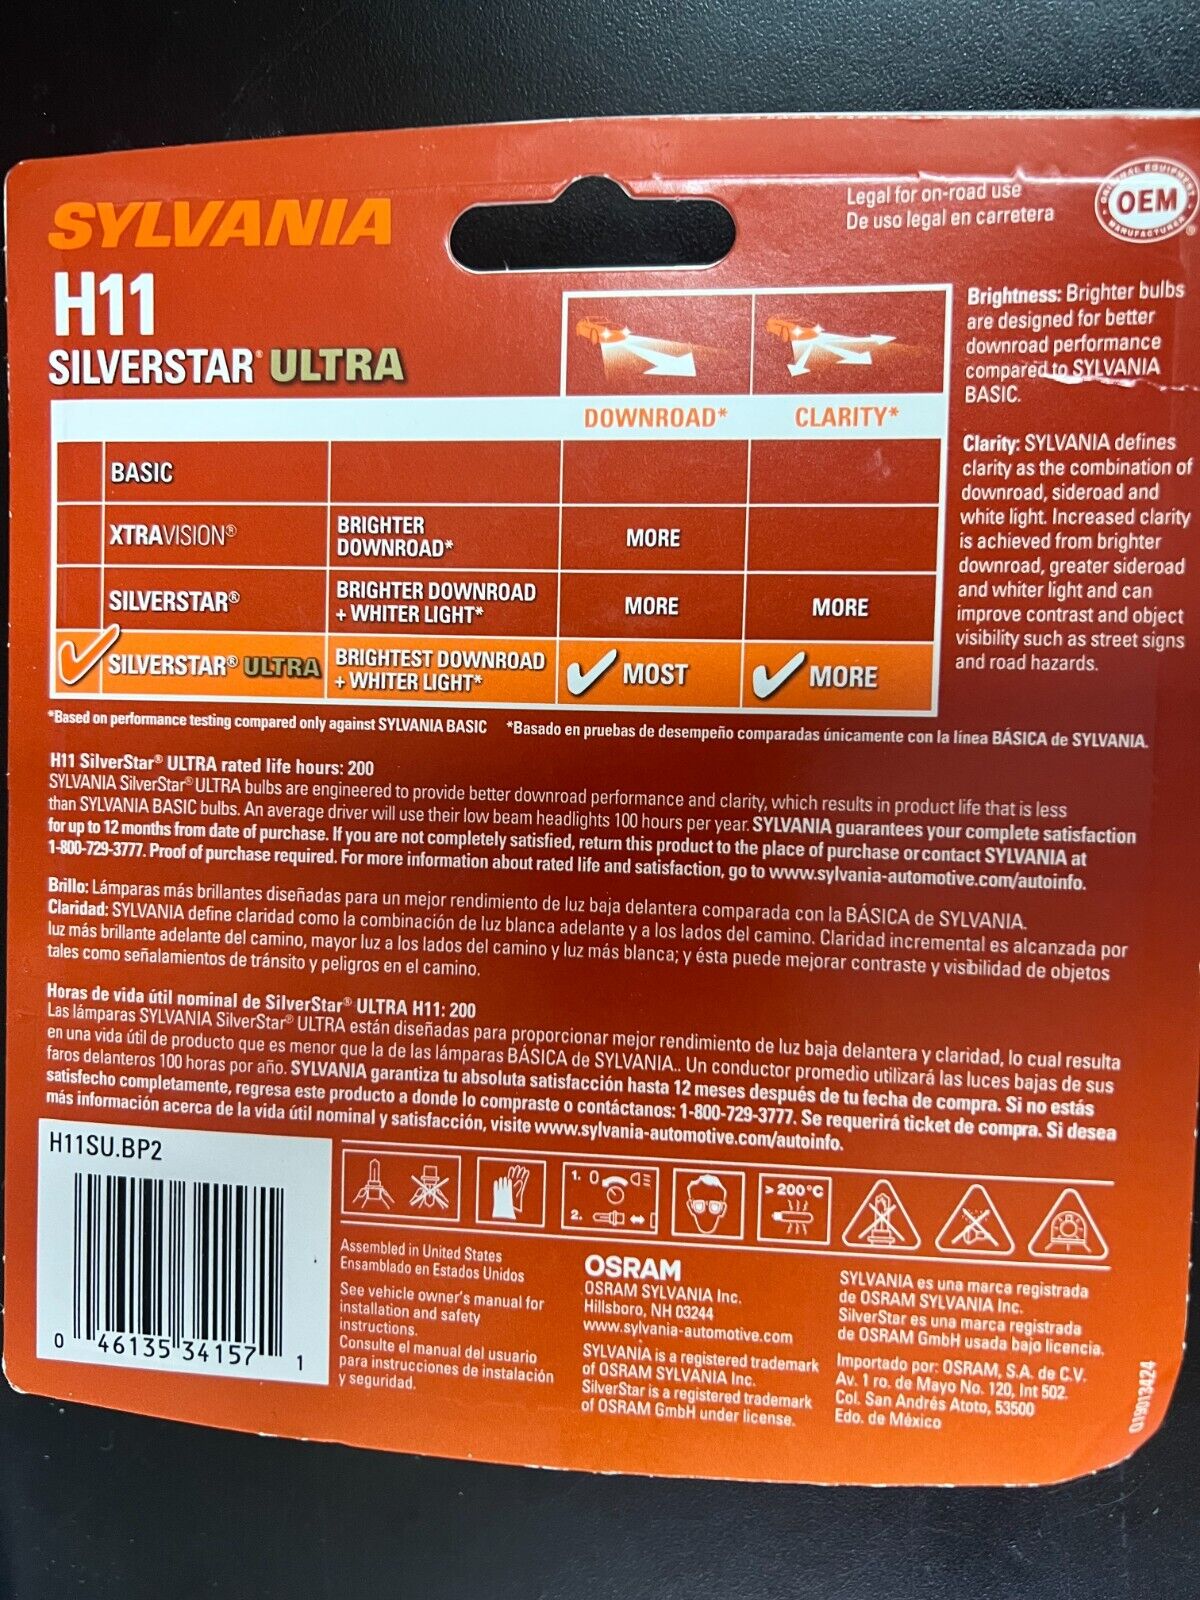 SYLVANIA
H11
SILVERSTAR® ULTRA
Legal for on-road use
De uso legal en carretera
ORIGINAL EQUIPMENT
OEM
MANUFACTURER
®
DOWNROAD* CLARITY*
BASIC
XTRAVISION® BRIGHTER DOWNROAD* MORE
SILVERSTAR® BRIGHTER DOWNROAD + WHITER LIGHT* MORE MORE
SILVERSTAR® ULTRA BRIGHTEST DOWNROAD + WHITER LIGHT* MOST MORE
Brightness: Brighter bulbs
are designed for better
downroad performance
compared to SYLVANIA
BASIC.
Clarity: SYLVANIA defines
clarity as the combination of
downroad, sideroad and
white light. Increased clarity
is achieved from brighter
downroad, greater sideroad
and whiter light and can
improve contrast and object
visibility such as street signs
and road hazards.
*Based on performance testing compared only against SYLVANIA BASIC *Basado en pruebas de desempeño comparadas únicamente con la línea BÁSICA de SYLVANIA.
H11 SilverStar® ULTRA rated life hours: 200
SYLVANIA SilverStar® ULTRA bulbs are engineered to provide better downroad performance and clarity, which results in product life that is less
than SYLVANIA BASIC bulbs. An average driver will use their low beam headlights 100 hours per year. SYLVANIA guarantees your complete satisfaction
for up to 12 months from date of purchase. If you are not completely satisfied, return this product to the place of purchase or contact SYLVANIA at
1-800-729-3777. Proof of purchase required. For more information about rated life and satisfaction, go to www.sylvania-automotive.com/autoinfo.
Brillo: Lámparas más brillantes diseñadas para un mejor rendimiento de luz baja delantera comparada con la BÁSICA de SYLVANIA.
Claridad: SYLVANIA define claridad como la combinación de luz blanca adelante y a los lados del camino. Claridad incremental es alcanzada por
luz más brillante adelante del camino, mayor luz a los lados del camino y luz más blanca; y ésta puede mejorar contraste y visibilidad de objetos
tales como señalamientos de tránsito y peligros en el camino.
Horas de vida útil nominal de SilverStar® ULTRA H11: 200
Las lámparas SYLVANIA SilverStar® ULTRA están diseñadas para proporcionar mejor rendimiento de luz baja delantera y claridad, lo cual resulta
en una vida útil de producto que es menor que la de las lámparas BÁSICA de SYLVANIA.. Un conductor promedio utilizará las luces bajas de sus
faros delanteros 100 horas por año. SYLVANIA garantiza tu absoluta satisfacción hasta 12 meses después de tu fecha de compra. Si no estás
satisfecho completamente, regresa este producto a donde lo compraste o contáctanos: 1-800-729-3777. Se requerirá ticket de compra. Si desea
más información acerca de la vida útil nominal y satisfacción, visite www.sylvania-automotive.com/autoinfo.
H11SU.BP2
0 46135 34157 1
1. 0
2.
>200°C
Assembled in United States
Ensamblado en Estados Unidos
See vehicle owner's manual for
installation and safety
instructions.
Consulte el manual del usuario
para instrucciones de instalación
y seguridad.
OSRAM
OSRAM SYLVANIA Inc.
Hillsboro, NH 03244
www.sylvania-automotive.com
SYLVANIA is a registered trademark
of OSRAM SYLVANIA Inc.
SilverStar is a registered trademark
of OSRAM GmbH under license.
SYLVANIA es una marca registrada
de OSRAM SYLVANIA Inc.
SilverStar es una marca registrada
de OSRAM GmbH usada bajo licencia.
Importado por: OSRAM, S.A. de C.V.
Av. 1 ro. de Mayo No. 120, Int 502.
Col. San Andrés Atoto, 53500
Edo. de México
019013424